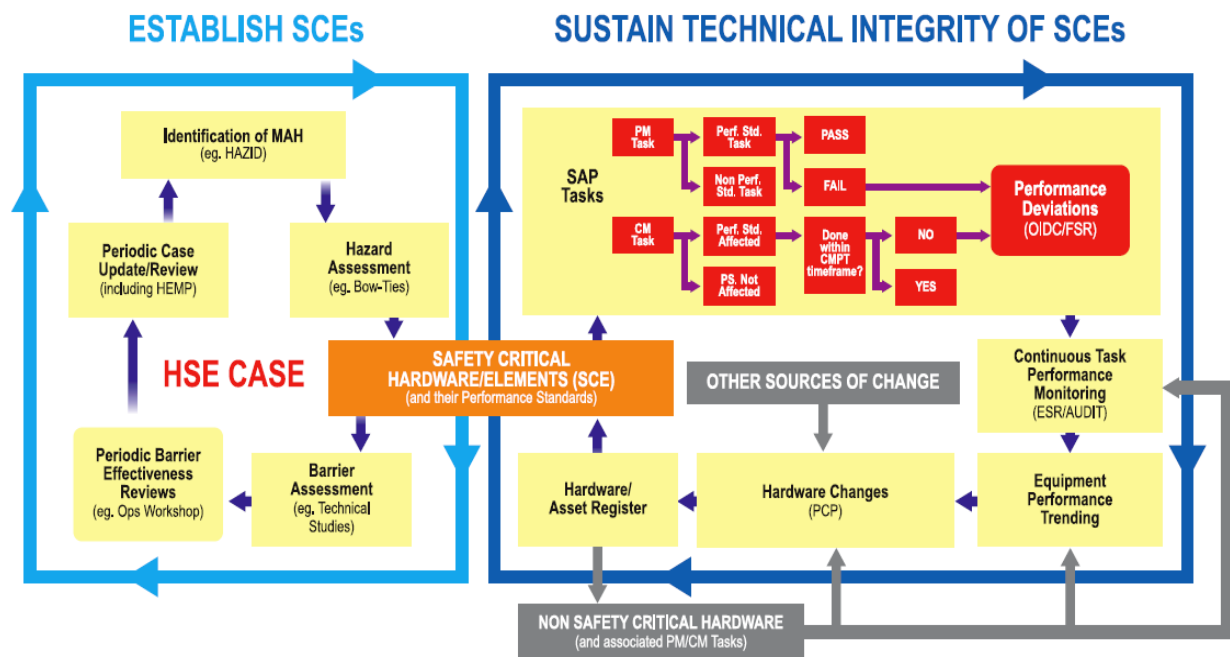 ESTABLISH SCEs
Identification of MAH
(eg. HAZID)
Periodic Case
Update/Review
(including HEMP)
Hazard
Assessment
(eg. Bow-Ties)
HSE CASE
SAFETY CRITICAL
HARDWARE/ELEMENTS (SCE)
(and their Performance Standards)
Periodic Barrier
Effectiveness
Reviews
(eg. Ops Workshop)
Barrier
Assessment
(eg. Technical
Studies)
SUSTAIN TECHNICAL INTEGRITY OF SCEs
SAP
Tasks
PM
Task
Perf. Std.
Task
PASS
Non Perf.
Std. Task
FAIL
CM
Task
Perf. Std.
Affected
Done
within
CMPT
timeframe?
NO
PS. Not
Affected
YES
Performance
Deviations
(OIDC/FSR)
OTHER SOURCES OF CHANGE
Continuous Task
Performance
Monitoring
(ESR/AUDIT)
Hardware/
Asset Register
Hardware Changes
(PCP)
Equipment
Performance
Trending
NON SAFETY CRITICAL HARDWARE
(and associated PM/CM Tasks)